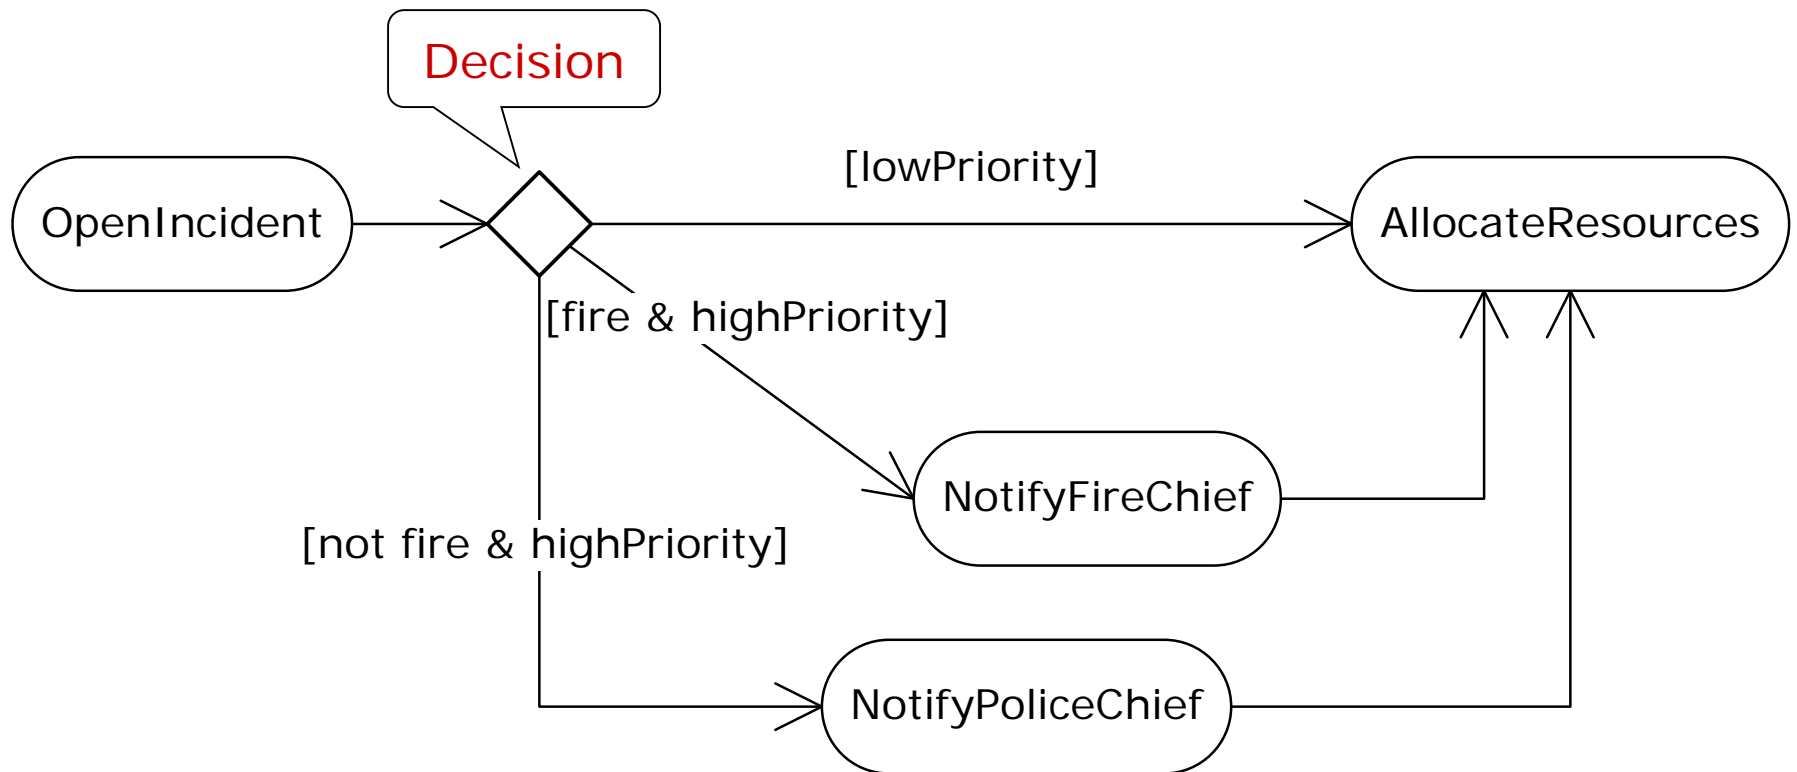 Decision
[lowPriority]
OpenIncident
AllocateResources
[fire & highPriority]
NotifyFireChief
[not fire & highPriority]
NotifyPoliceChief